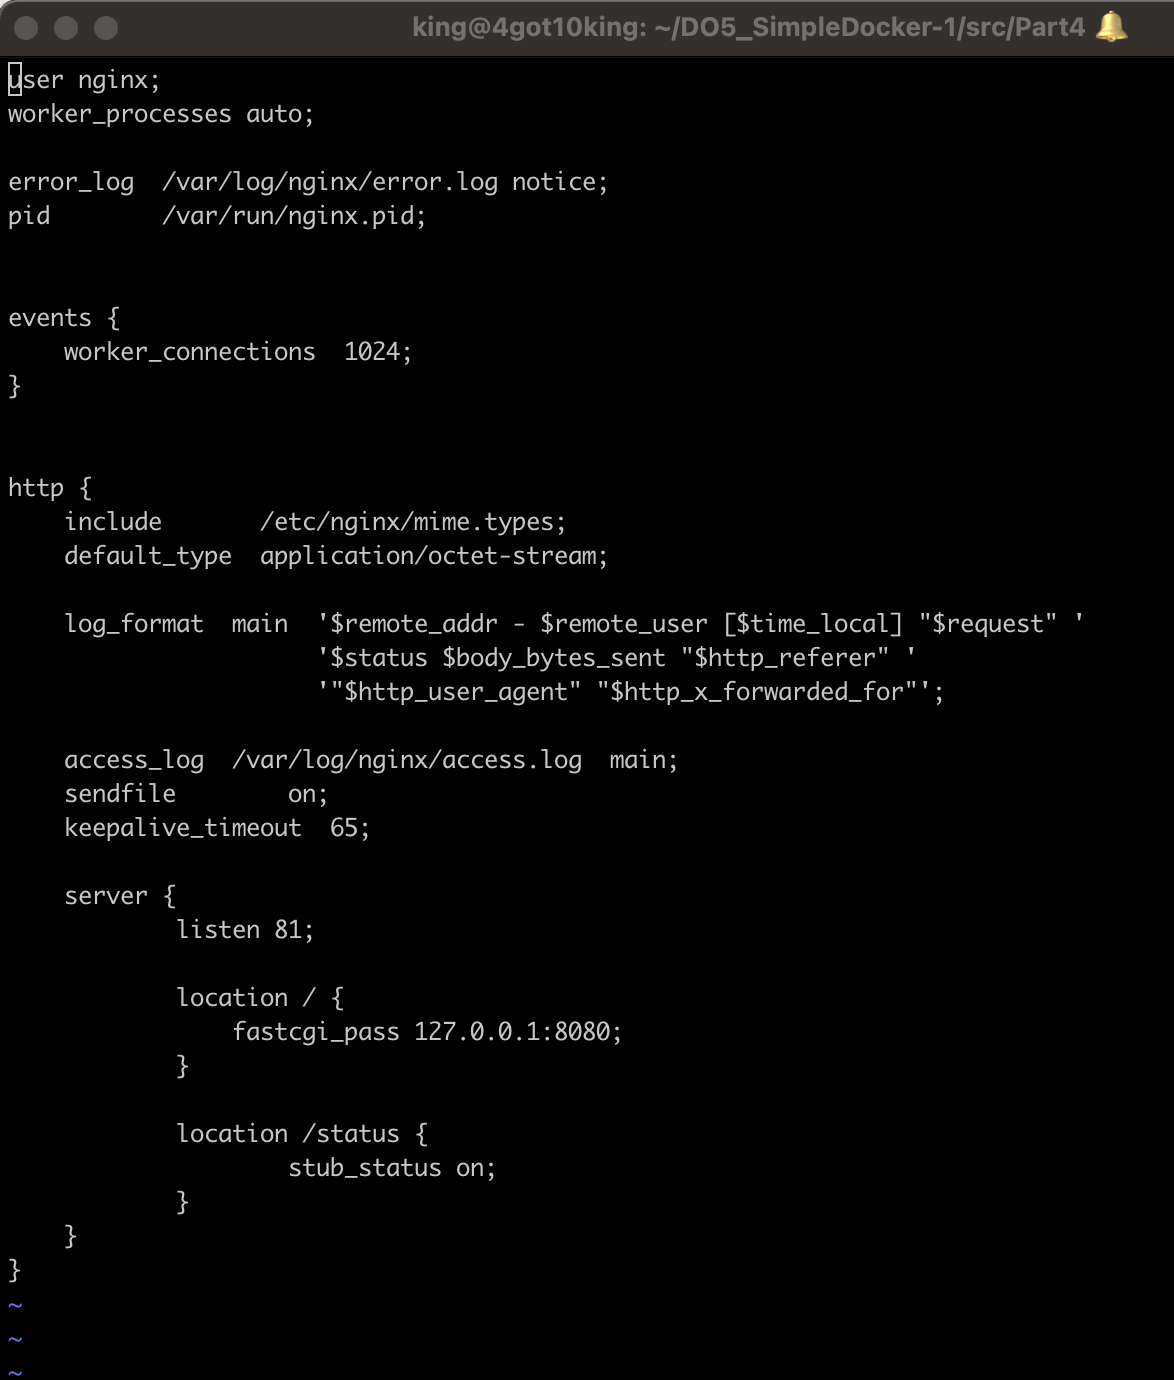 king@4got10king: ~/DO5_SimpleDocker-1/src/Part4 🔔
user nginx;
worker_processes auto;

error_log  /var/log/nginx/error.log notice;
pid        /var/run/nginx.pid;


events {
    worker_connections  1024;
}


http {
    include       /etc/nginx/mime.types;
    default_type  application/octet-stream;

    log_format  main  '$remote_addr - $remote_user [$time_local] "$request" '
                      '$status $body_bytes_sent "$http_referer" '
                      '"$http_user_agent" "$http_x_forwarded_for"';

    access_log  /var/log/nginx/access.log  main;
    sendfile        on;
    keepalive_timeout  65;

    server {
            listen 81;

            location / {
                fastcgi_pass 127.0.0.1:8080;
            }

            location /status {
                    stub_status on;
            }
    }
}
~
~
~